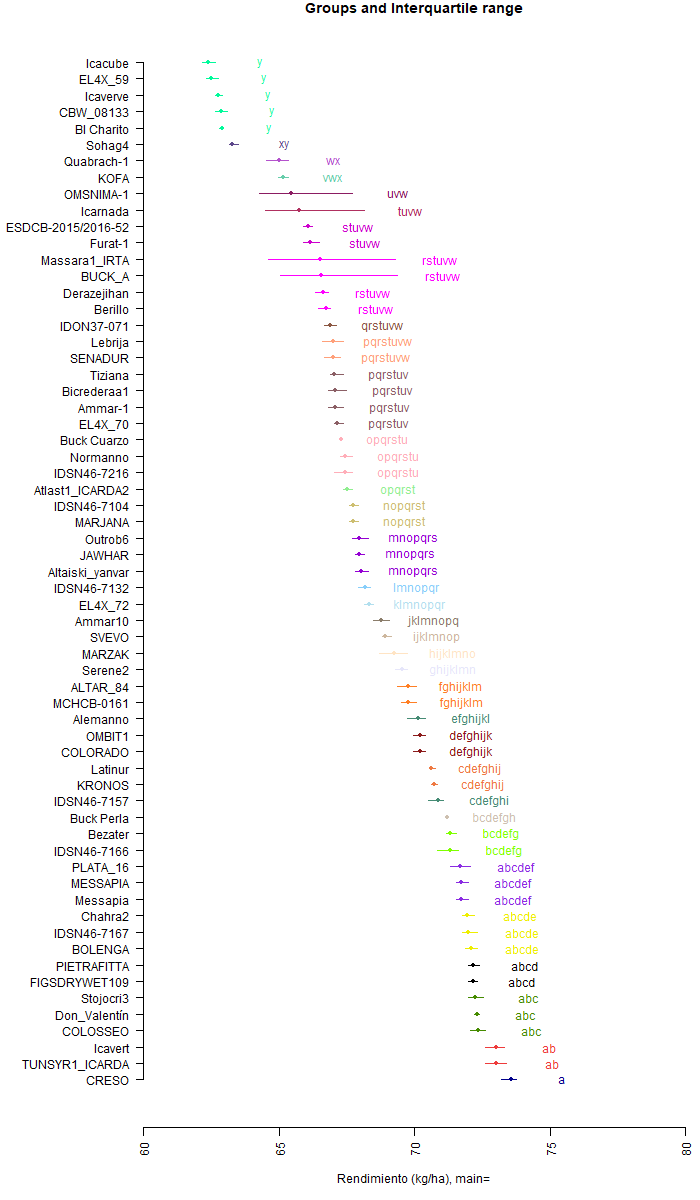 Groups and Interquartile range
Icacube y
EL4X_59 y
Icaverve y
CBW_08133 y
BI Charito y
Sohag4 xy
Quabrach-1 wx
KOFA vwx
OMSNIMA-1 uvw
Icarnada tuvw
ESDCB-2015/2016-52 stuvw
Furat-1 stuvw
Massara1_IRTA rstuvw
BUCK_A rstuvw
Derazejihan rstuvw
Berillo rstuvw
IDON37-071 qrstuvw
Lebrija pqrstuvw
SENADUR pqrstuvw
Tiziana pqrstuv
Bicrederaa1 pqrstuv
Ammar-1 pqrstuv
EL4X_70 pqrstuv
Buck Cuarzo opqrstu
Normanno opqrstu
IDSN46-7216 opqrstu
Atlast1_ICARDA2 opqrst
IDSN46-7104 nopqrst
MARJANA nopqrst
Outrob6 mnopqrs
JAWHAR mnopqrs
Altaiski_yanvar mnopqrs
IDSN46-7132 lmnopqr
EL4X_72 klmnopqr
Ammar10 jklmnopq
SVEVO ijklmnop
MARZAK hijklmno
Serene2 ghijklmn
ALTAR_84 fghijklm
MCHCB-0161 fghijklm
Alemanno efghijkl
OMBIT1 defghijk
COLORADO defghijk
Latinur cdefghij
KRONOS cdefghij
IDSN46-7157 cdefghi
Buck Perla bcdefgh
Bezater bcdefg
IDSN46-7166 bcdefg
PLATA_16 abcdef
MESSAPIA abcdef
Messapia abcdef
Chahra2 abcde
IDSN46-7167 abcde
BOLENGA abcde
PIETRAFITTA abcd
FIGSDRYWET109 abcd
Stojocri3 abc
Don_Valentín abc
COLOSSEO abc
Icavert ab
TUNSYR1_ICARDA ab
CRESO a
60 65 70 75 80
Rendimiento (kg/ha), main=